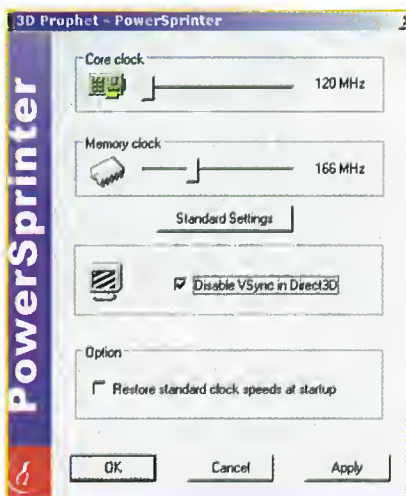 3D Prophet - PowerSprinter
PowerSprinter
Core clock
120 MHz
Memory clock
166 MHz
Standard Settings
Disable VSync in Direct3D
Option
Restore standard clock speeds at startup
OK
Cancel
Apply